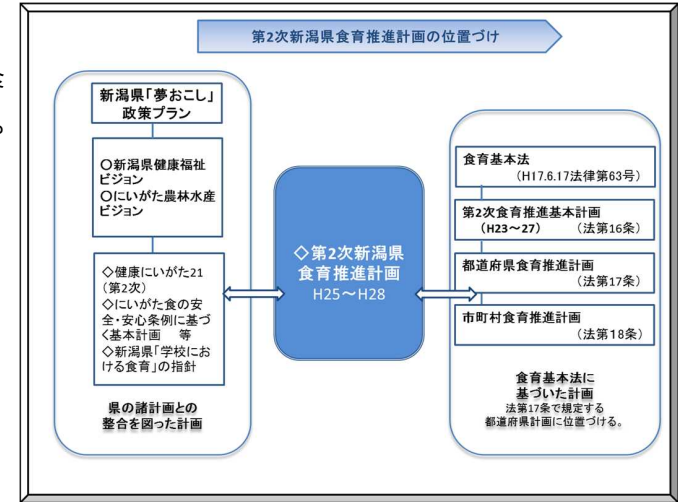 第2次新潟県食育推進計画の位置づけ
新潟県「夢おこし」
政策プラン
○新潟県健康福祉
ビジョン
○にいがた農林水産
ビジョン
◇健康にいがた21
(第2次)
◇にいがた食の安
全・安心条例に基づ
く基本計画　等
◇新潟県「学校にお
ける食育」の指針
県の諸計画との
整合を図った計画
◇第2次新潟県
食育推進計画
H25～H28
食育基本法
(H17.6.17法律第63号)
第2次食育推進基本計画
(H23～27)　(法第16条)
都道府県食育推進計画
(法第17条)
市町村食育推進計画
(法第18条)
食育基本法に
基づいた計画
法第17条で規定する
都道府県計画に位置づける。